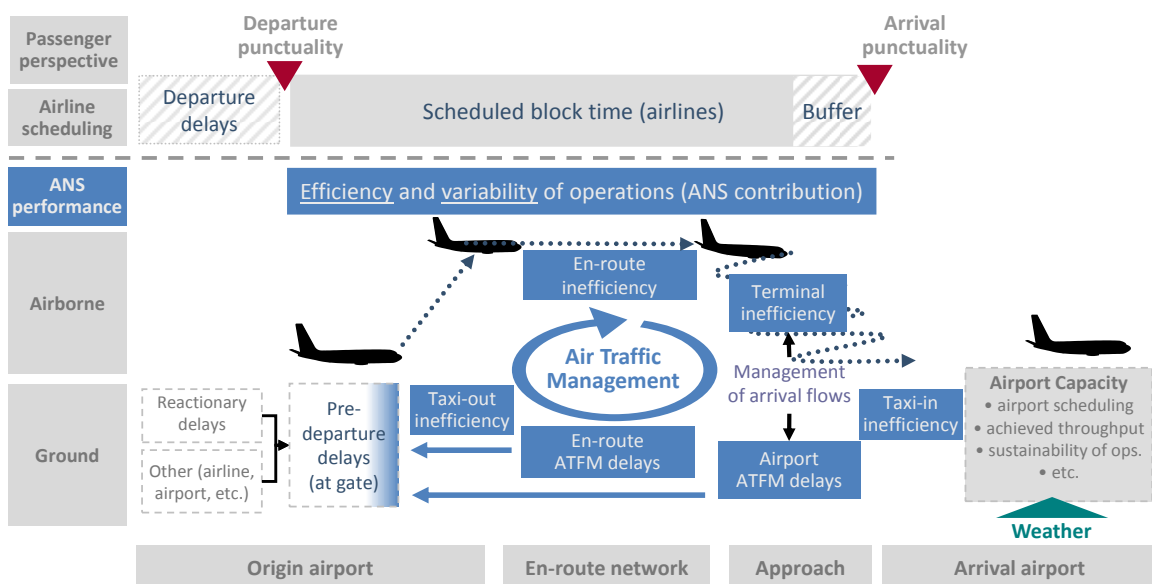 Passenger
perspective
Departure
punctuality
Arrival
punctuality
Airline
scheduling
Departure
delays
Scheduled block time (airlines)
Buffer
ANS
performance
Efficiency and variability of operations (ANS contribution)
Airborne
En-route
inefficiency
Terminal
inefficiency
Air Traffic
Management
Management
of arrival flows
Ground
Reactionary
delays
Other (airline,
airport, etc.)
Pre-
departure
delays
(at gate)
Taxi-out
inefficiency
En-route
ATFM delays
Airport
ATFM delays
Taxi-in
inefficiency
Airport Capacity
• airport scheduling
• achieved throughput
• sustainability of ops.
• etc.
Weather
Origin airport
En-route network
Approach
Arrival airport